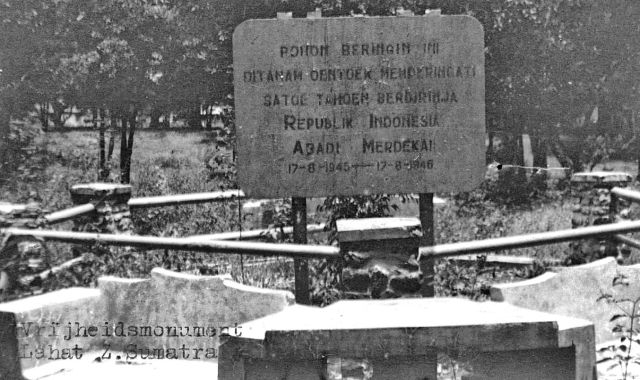 POHON BERINGIN INI
DITANAM OENTOEK MEMPERINGATI
SATOE TAHOEN BERDIRINJA
REPUBLIK INDONESIA
ABADI MERDEKA!
17-8-1945 — 17-8-1946
Vrijheidsmonument
Lahat Z.Sumatra